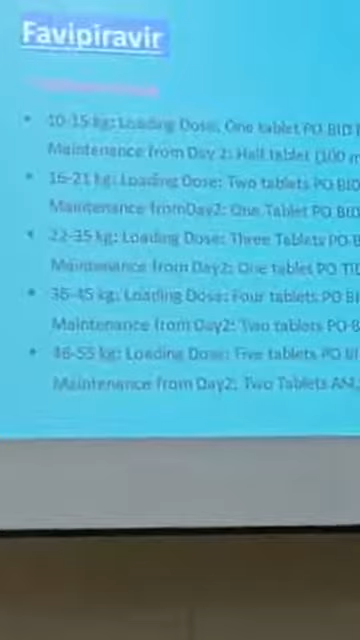 Favipiravir
• 10-15 kg: Loading Dose: One tablet PO BID
Maintenance from Day 2: Half tablet (100 m
• 16-21 kg: Loading Dose: Two tablets PO BID
Maintenance fromDay2: One Tablet PO BID
• 22-35 kg: Loading Dose: Three Tablets PO B
Maintenance from Day2: One tablet PO TID
• 36-45 kg: Loading Dose: Four tablets PO BI
Maintenance from Day2: Two tablets PO B
• 46-55 kg: Loading Dose: Five tablets PO BI
Maintenance from Day2: Two Tablets AM,